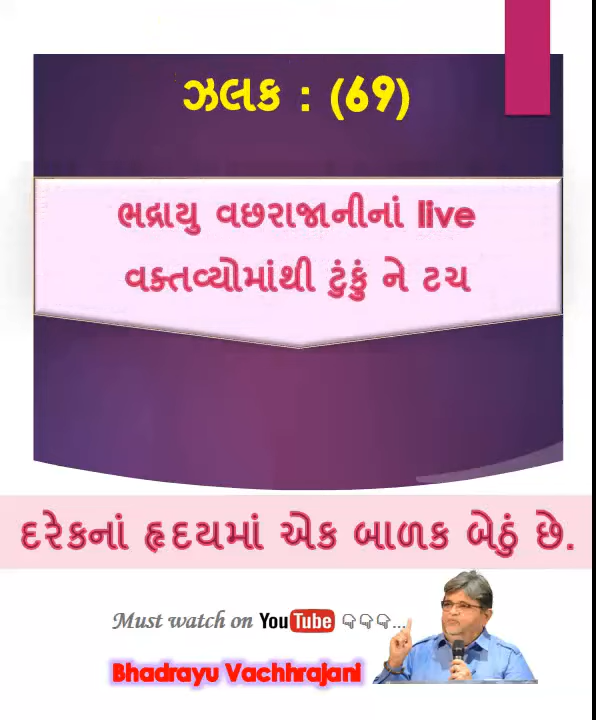 ઝલક : (69)
ભદ્રાયુ વછરાજાનીનાં live
વક્તવ્યોમાંથી ટુંકું ને ટચ
દરેકનાં હૃદયમાં એક બાળક બેઠું છે.
Must watch on YouTube 👇👇👇...
Bhadrayu Vachhrajani